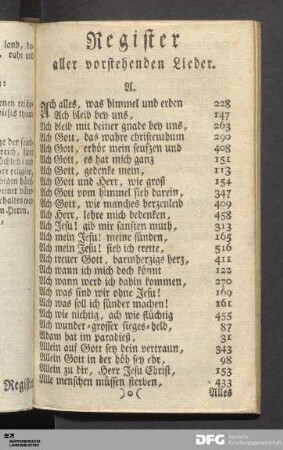 land, du
ruhe und
Register
aller vorstehenden Lieder.
A.
Ach alles, was himmel und erden 228
Ach bleib bey uns, 147
Ach bleib mit deiner gnade bey uns, 263
Ach Gott, das wahre christenthum 290
Ach Gott, erhör mein seufzen und 408
Ach Gott, es hat mich ganz 151
Ach Gott, gedenke mein, 113
Ach Gott und Herr, wie groß 154
Ach Gott vom himmel sieh darein, 347
Ach Gott, wie manches herzenleid 409
Ach Herr, lehre mich bedenken, 458
Ach Jesu! gib mir sanften muth, 313
Ach mein Jesu! meine sünden, 165
Ach mein Jesu! sieh ich trette, 516
Ach treuer Gott, barmherzigs herz, 411
Ach wann ich mich doch könnt 122
Ach wann werd ich dahin kommen, 270
Ach was sind wir ohne Jesu! 169
Ach was soll ich sünder machen! 161
Ach wie nichtig, ach wie flüchtig 455
Ach wunder-grosser sieges-held, 87
Adam hat im paradieß, 31
Allein auf Gott setz dein vertraun, 343
Allein Gott in der höh sey ehr, 98
Allein zu dir, Herr Jesu Christ, 153
Alle menschen müssen sterben, 433
)o( Alles
Register
DFG Deutsche
Forschungsgemeinschaft